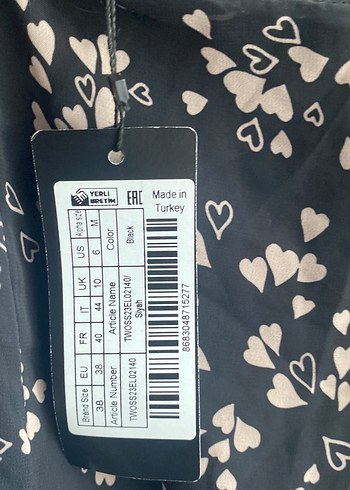 YERLİ
ÜRETİM
EAC
Made in
Turkey
Brand Size EU FR IT UK US Alpha size
38 38 40 44 10 6 M
Article Number Article Name Color
TWOSS23EL02140 TWOSS23EL02140/ Black
Siyah
8683048715277